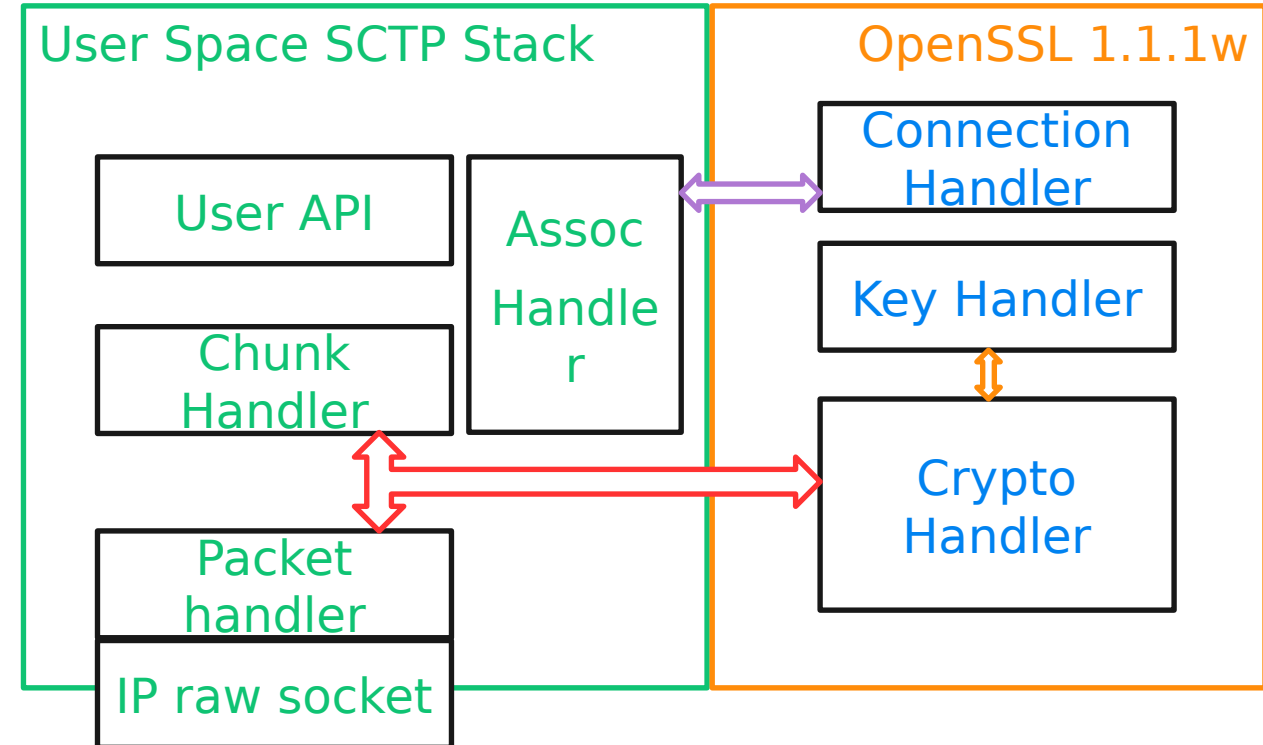 User Space SCTP Stack
OpenSSL 1.1.1w
User API
Assoc
Handle
r
Chunk
Handler
Packet
handler
IP raw socket
Connection
Handler
Key Handler
Crypto
Handler